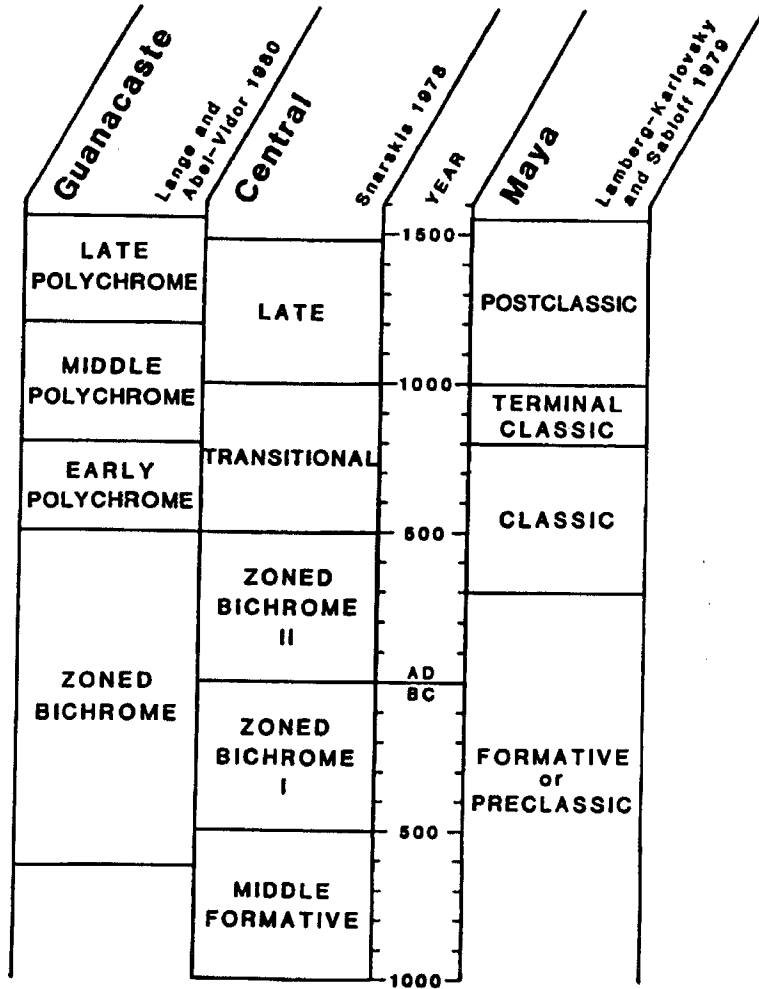 Guanacaste
Lange and
Abel-Vidor 1980
Central
Snarskis 1978
YEAR
Maya
Lamberg-Karlovsky
and Sabloff 1979
LATE
POLYCHROME
MIDDLE
POLYCHROME
EARLY
POLYCHROME
ZONED
BICHROME
LATE
TRANSITIONAL
ZONED
BICHROME
II
ZONED
BICHROME
I
MIDDLE
FORMATIVE
1500
1000
500
AD
BC
500
1000
POSTCLASSIC
TERMINAL
CLASSIC
CLASSIC
FORMATIVE
or
PRECLASSIC